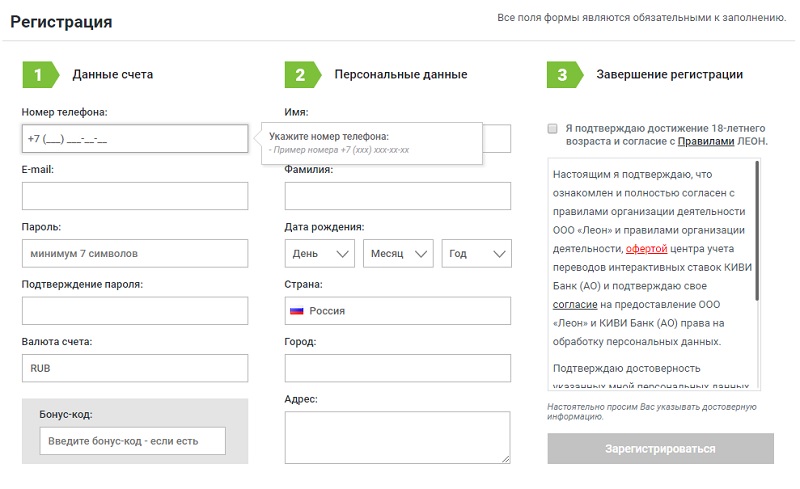 Регистрация
Все поля формы являются обязательными к заполнению.
1
Данные счета
Номер телефона:
+7 (___) ___-__-__
Укажите номер телефона:
- Пример номера +7 (xxx) xxx-xx-xx
E-mail:
Пароль:
минимум 7 символов
Подтверждение пароля:
Валюта счета:
RUB
Бонус-код:
Введите бонус-код - если есть
2
Персональные данные
Имя:
Фамилия:
Дата рождения:
День
Месяц
Год
Страна:
Россия
Город:
Адрес:
3
Завершение регистрации
Я подтверждаю достижение 18-летнего
возраста и согласие с Правилами ЛЕОН.
Настоящим я подтверждаю, что
ознакомлен и полностью согласен с
правилами организации деятельности
ООО «Леон» и правилами организации
деятельности, офертой центра учета
переводов интерактивных ставок КИВИ
Банк (АО) и подтверждаю свое
согласие на предоставление ООО
«Леон» и КИВИ Банк (АО) права на
обработку персональных данных.
Подтверждаю достоверность
указанных мной персональных данных
Настоятельно просим Вас указывать достоверную
информацию.
Зарегистрироваться